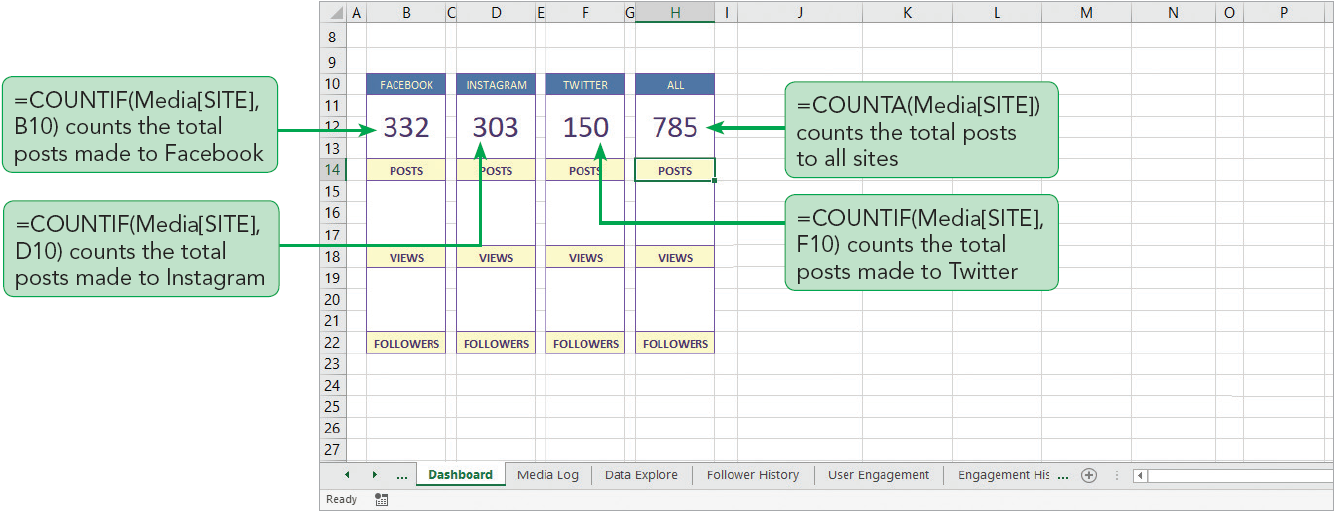 A B C D E F G H I J K L M N O P
8
9
10 FACEBOOK INSTAGRAM TWITTER ALL
11
12 332 303 150 785
13
14 POSTS POSTS POSTS POSTS
15
16
17
18 VIEWS VIEWS VIEWS VIEWS
19
20
21
22 FOLLOWERS FOLLOWERS FOLLOWERS FOLLOWERS
23
24
25
26
27
=COUNTIF(Media[SITE],
B10) counts the total
posts made to Facebook
=COUNTIF(Media[SITE],
D10) counts the total
posts made to Instagram
=COUNTA(Media[SITE])
counts the total posts
to all sites
=COUNTIF(Media[SITE],
F10) counts the total
posts made to Twitter
... Dashboard Media Log Data Explore Follower History User Engagement Engagement His ...
Ready